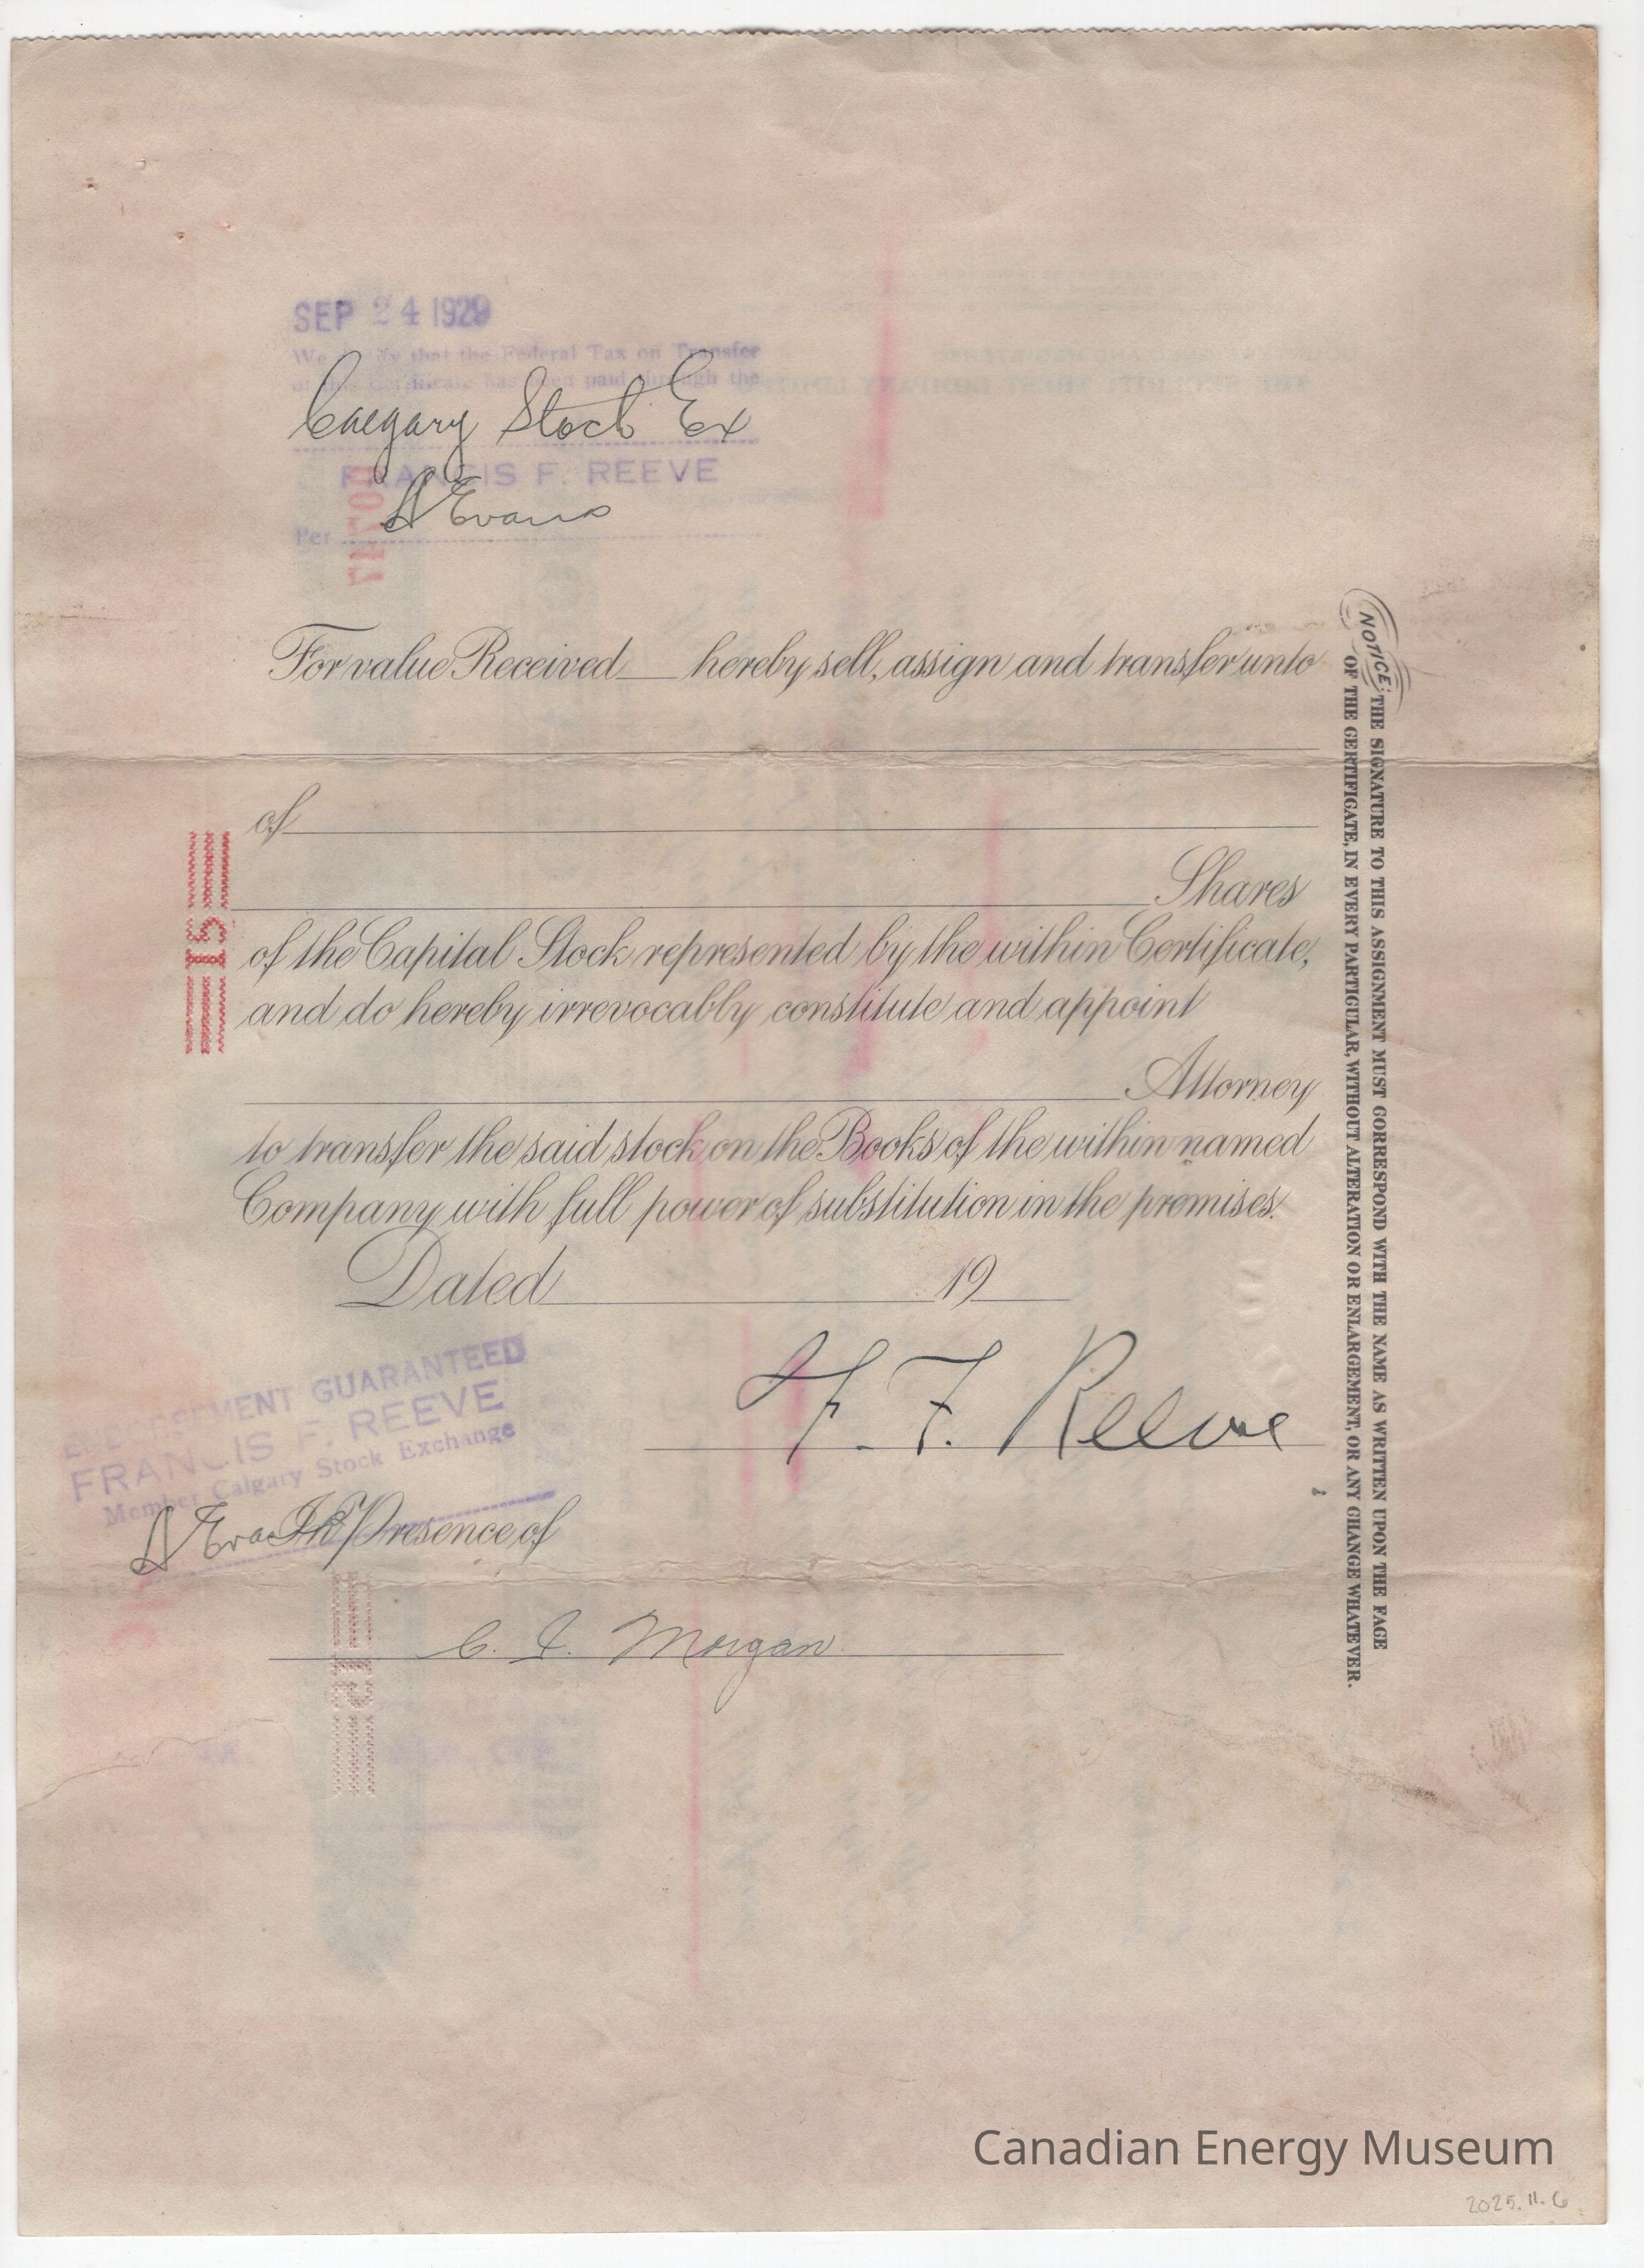 SEP 24 1929
We that the Federal Tax on Transfer
of this Certificate has been paid through the
Calgary Stock Ex
FRANCIS F. REEVE
Per A Evans
For value Received hereby sell, assign and transfer unto
of
Shares
of the Capital Stock represented by the within Certificate,
and do hereby irrevocably constitute and appoint
Attorney
to transfer the said stock on the Books of the within named
Company with full power of substitution in the premises.
Dated 19
F. F. Reeve
ENDORSEMENT GUARANTEED
FRANCIS F. REEVE
Member Calgary Stock Exchange
In Presence of
A Evans
C. I. Morgan
NOTICE: THE SIGNATURE TO THIS ASSIGNMENT MUST CORRESPOND WITH THE NAME AS WRITTEN UPON THE FACE
OF THE CERTIFICATE, IN EVERY PARTICULAR, WITHOUT ALTERATION OR ENLARGEMENT, OR ANY CHANGE WHATEVER.
Canadian Energy Museum
2025.11.6